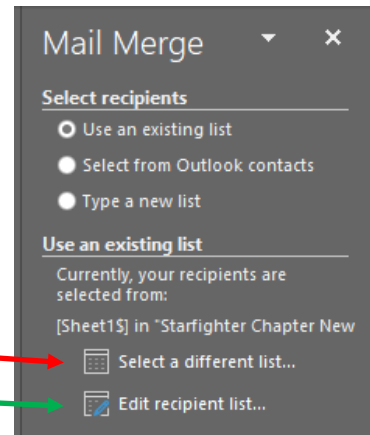 Mail Merge
Select recipients
Use an existing list
Select from Outlook contacts
Type a new list
Use an existing list
Currently, your recipients are
selected from:
[Sheet1$] in "Starfighter Chapter New
Select a different list...
Edit recipient list...